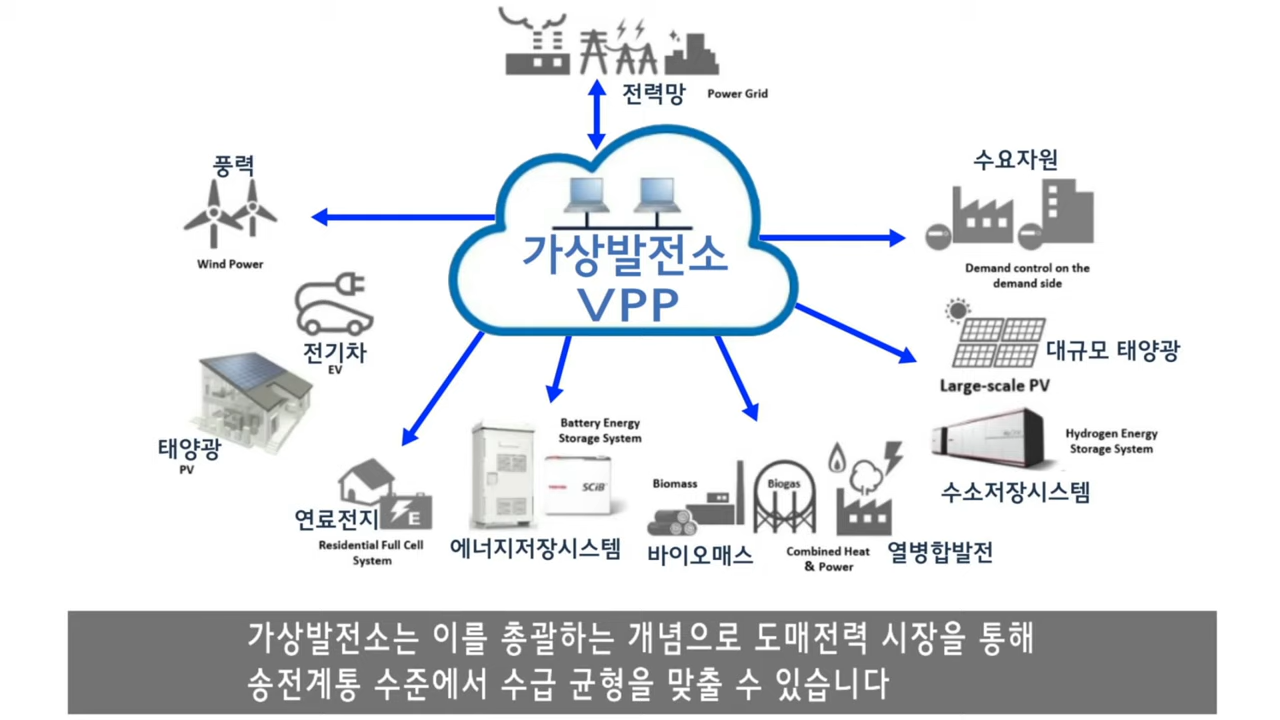 전력망
Power Grid
풍력
Wind Power
수요자원
Demand control on the
demand side
가상발전소
VPP
전기차
EV
대규모 태양광
Large-scale PV
태양광
PV
Battery Energy
Storage System
Hydrogen Energy
Storage System
SCiB
Biomass
Biogas
수소저장시스템
연료전지
E
Residential Full Cell
System
에너지저장시스템
바이오매스
Combined Heat
& Power
열병합발전
가상발전소는 이를 총괄하는 개념으로 도매전력 시장을 통해
송전계통 수준에서 수급 균형을 맞출 수 있습니다